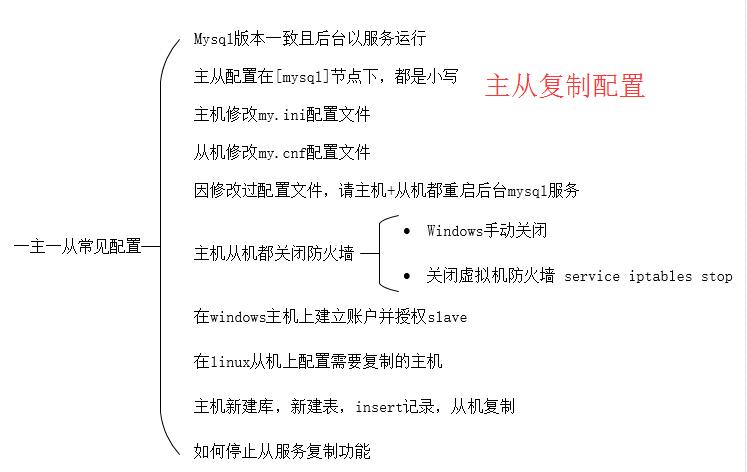 Mysql版本一致且后台以服务运行
主从配置在[mysql]节点下，都是小写
主从复制配置
主机修改my.ini配置文件
从机修改my.cnf配置文件
因修改过配置文件，请主机+从机都重启后台mysql服务
一主一从常见配置
主机从机都关闭防火墙
Windows手动关闭
关闭虚拟机防火墙 service iptables stop
在windows主机上建立账户并授权slave
在linux从机上配置需要复制的主机
主机新建库，新建表，insert记录，从机复制
如何停止从服务复制功能